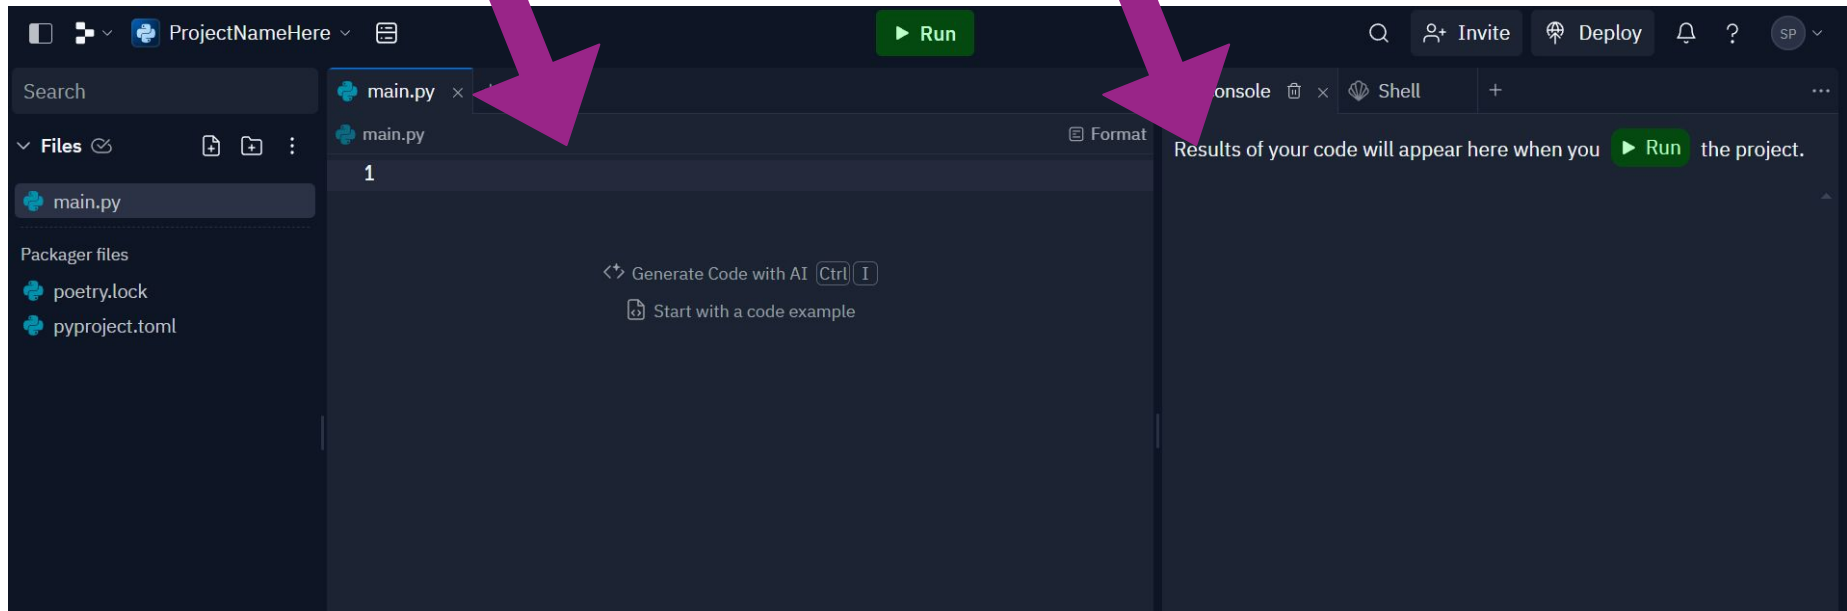 ProjectNameHere
Run
Invite
Deploy
?
SP
Search
Files
main.py
Packager files
poetry.lock
pyproject.toml
main.py ×
main.py
Format
1
Generate Code with AI Ctrl I
Start with a code example
onsole ×
Shell
+
Results of your code will appear here when you Run the project.